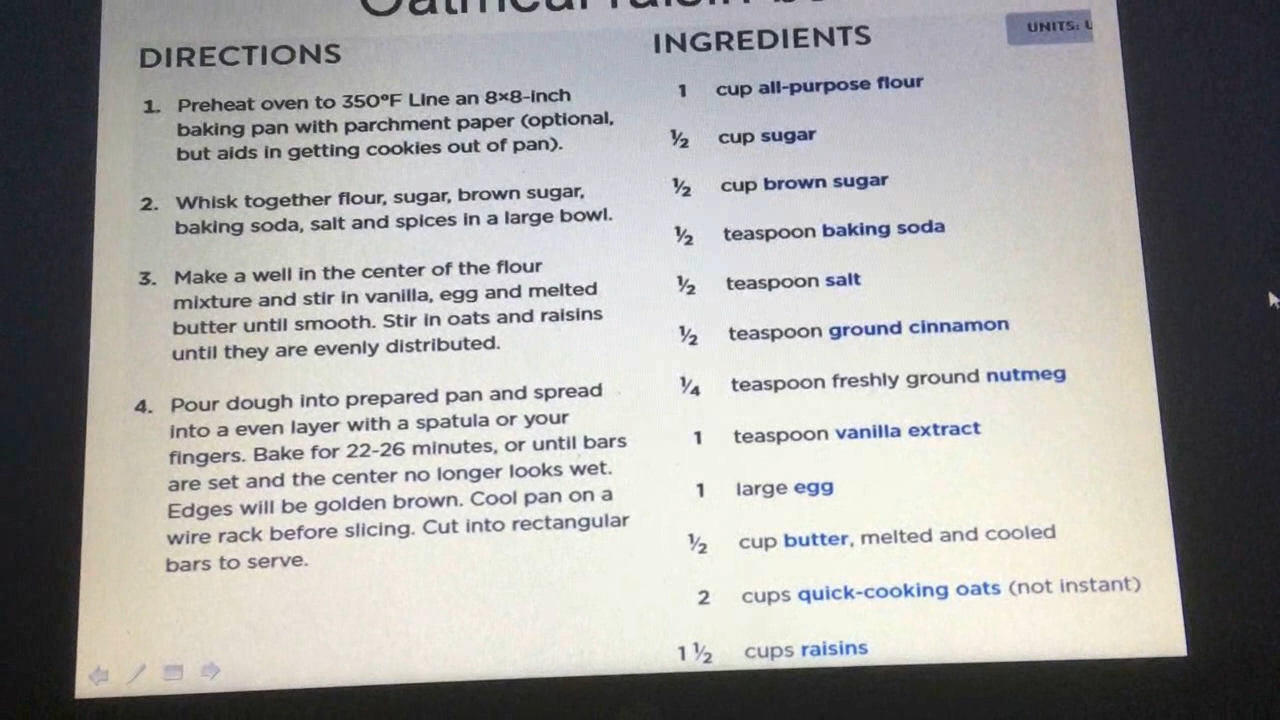 Oatmeal raisin
DIRECTIONS
1. Preheat oven to 350°F Line an 8×8-inch
baking pan with parchment paper (optional,
but aids in getting cookies out of pan).
2. Whisk together flour, sugar, brown sugar,
baking soda, salt and spices in a large bowl.
3. Make a well in the center of the flour
mixture and stir in vanilla, egg and melted
butter until smooth. Stir in oats and raisins
until they are evenly distributed.
4. Pour dough into prepared pan and spread
into a even layer with a spatula or your
fingers. Bake for 22-26 minutes, or until bars
are set and the center no longer looks wet.
Edges will be golden brown. Cool pan on a
wire rack before slicing. Cut into rectangular
bars to serve.
INGREDIENTS
UNITS:
1 cup all-purpose flour
½ cup sugar
½ cup brown sugar
½ teaspoon baking soda
½ teaspoon salt
½ teaspoon ground cinnamon
¼ teaspoon freshly ground nutmeg
1 teaspoon vanilla extract
1 large egg
½ cup butter, melted and cooled
2 cups quick-cooking oats (not instant)
1 ½ cups raisins